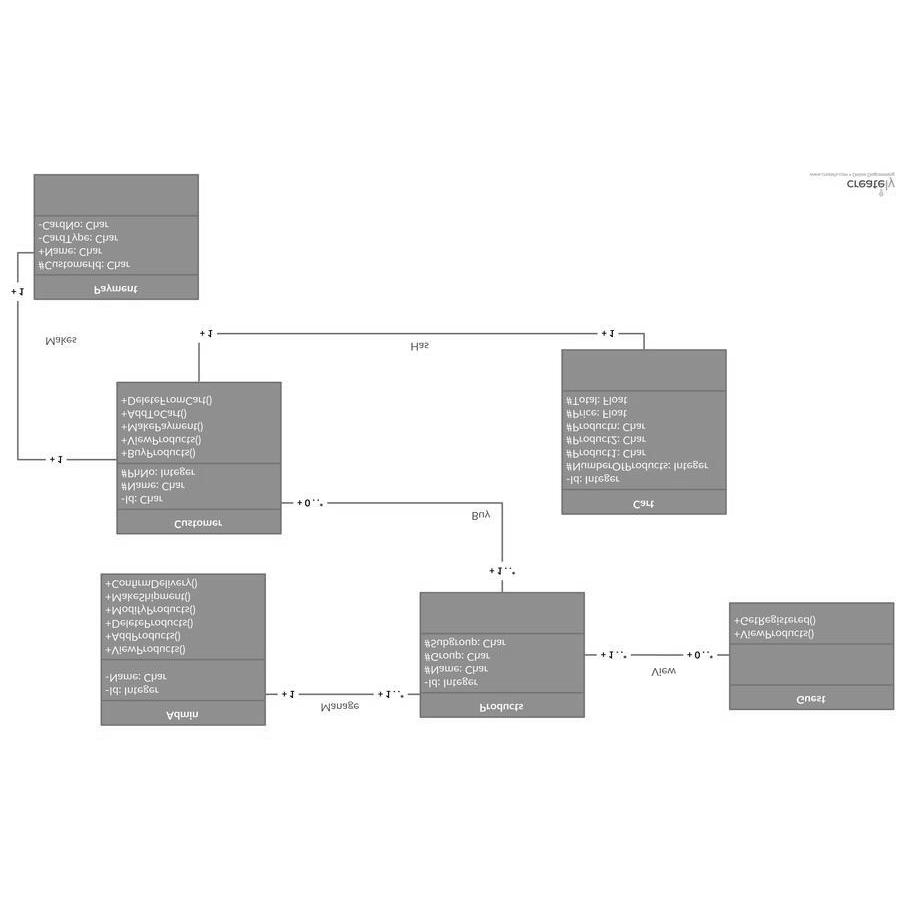 Admin
-Id: Integer
-Name: Char
+ViewProducts()
+AddProducts()
+DeleteProducts()
+ModifyProducts()
+MakeShipment()
+ConfirmDelivery()
+1
Manage
+1..*
Products
-Id: Integer
#Name: Char
#Group: Char
#Subgroup: Char
+1..*
View
+0..*
Guest
+ViewProducts()
+GetRegistered()
+1..*
Buy
+0..*
Customer
-Id: Char
#Name: Char
#PhNo: Integer
+BuyProducts()
+ViewProducts()
+MakePayment()
+AddToCart()
+DeleteFromCart()
Cart
-Id: Integer
#NumberOfProducts: Integer
#Product1: Char
#Product2: Char
#Productn: Char
#Price: Float
#Total: Float
+1
Has
+1
+1
Makes
+1
Payment
#CustomerId: Char
+Name: Char
-CardType: Char
-CardNo: Char
creately
www.creately.com • Online Diagramming